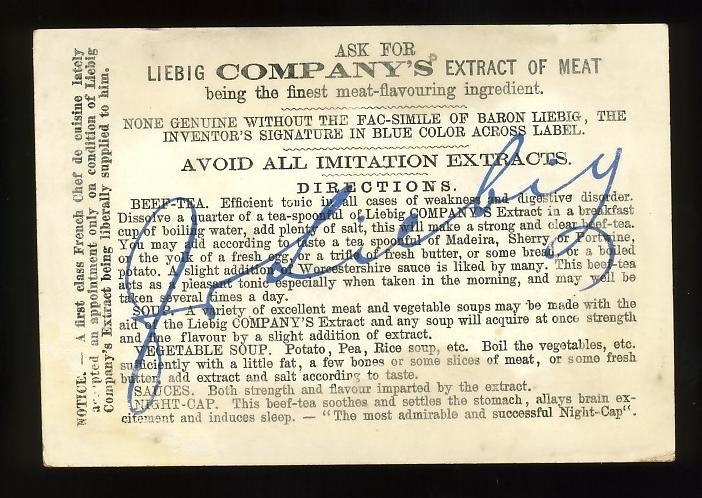 ASK FOR
LIEBIG COMPANY'S EXTRACT OF MEAT
being the finest meat-flavouring ingredient.
NONE GENUINE WITHOUT THE FAC-SIMILE OF BARON LIEBIG, THE
INVENTOR'S SIGNATURE IN BLUE COLOR ACROSS LABEL.
AVOID ALL IMITATION EXTRACTS.
DIRECTIONS.
BEEF-TEA. Efficient tonic in all cases of weakness and digestive disorder.
Dissolve a quarter of a tea-spoonful of Liebig COMPANY'S Extract in a breakfast
cup of boiling water, add plenty of salt, this will make a strong and clear beef-tea.
You may add according to taste a tea spoonful of Madeira, Sherry or Portwine,
or the yolk of a fresh egg, or a trifle of fresh butter, or some bread or a boiled
potato. A slight addition of Worcestershire sauce is liked by many. This beef-tea
acts as a pleasant tonic especially when taken in the morning, and may well be
taken several times a day.
SOUP. A variety of excellent meat and vegetable soups may be made with the
aid of the Liebig COMPANY'S Extract and any soup will acquire at once strength
and fine flavour by a slight addition of extract.
VEGETABLE SOUP. Potato, Pea, Rice soup, etc. Boil the vegetables, etc.
sufficiently with a little fat, a few bones or some slices of meat, or some fresh
butter, add extract and salt according to taste.
SAUCES. Both strength and flavour imparted by the extract.
NIGHT-CAP. This beef-tea soothes and settles the stomach, allays brain ex-
citement and induces sleep. — "The most admirable and successful Night-Cap".
NOTICE. — A first class French Chef de cuisine lately
accepted an appointment only on condition of Liebig
Company's Extract being liberally supplied to him.
J v Liebig